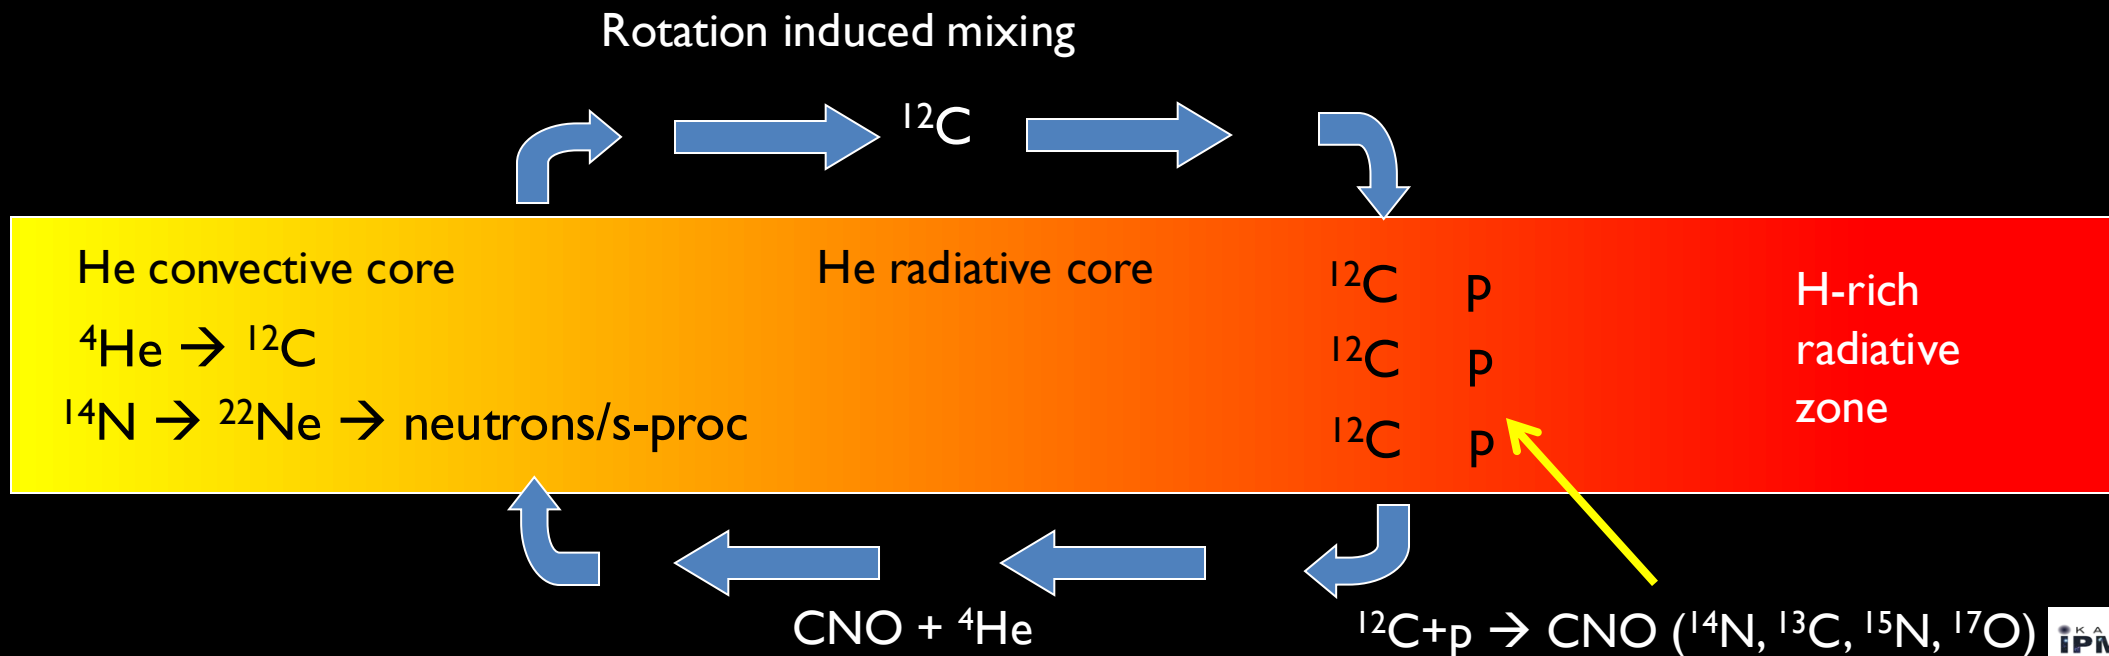 Rotation induced mixing
¹²C
He convective core
⁴He → ¹²C
¹⁴N → ²²Ne → neutrons/s-proc
He radiative core
¹²C p
¹²C p
¹²C p
H-rich
radiative
zone
CNO + ⁴He
¹²C+p → CNO (¹⁴N, ¹³C, ¹⁵N, ¹⁷O)